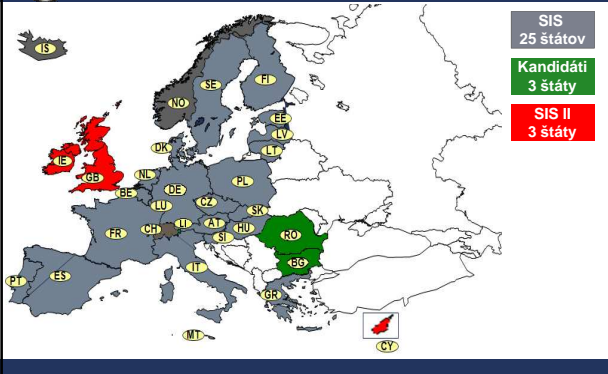 SIS
25 štátov
Kandidáti
3 štáty
SIS II
3 štáty
IS
FI
SE
NO
EE
LV
DK
LT
IE
NL
GB
PL
DE
BE
CZ
LU
SK
LI
AT
CH
HU
FR
RO
SI
BG
IT
ES
PT
GR
MT
CY